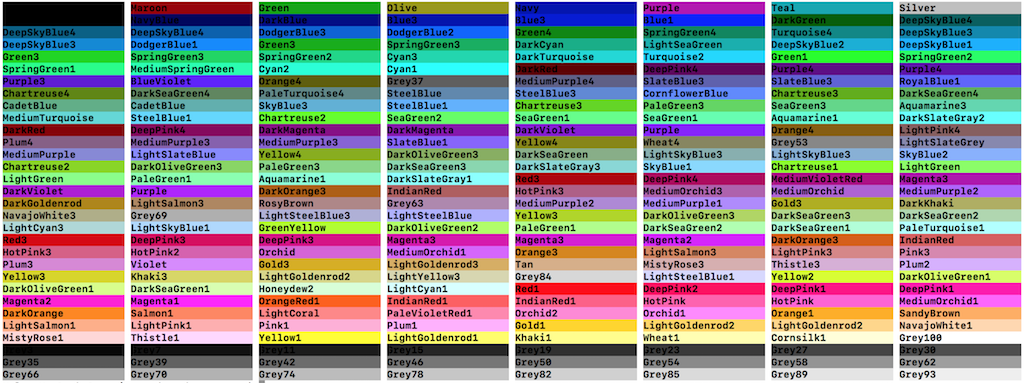 Maroon Green Olive Navy Purple Teal Silver
NavyBlue DarkBlue Blue3 Blue3 Blue1 DarkGreen DeepSkyBlue4
DeepSkyBlue4 DeepSkyBlue4 DodgerBlue3 DodgerBlue2 Green4 SpringGreen4 Turquoise4 DeepSkyBlue3
DeepSkyBlue3 DodgerBlue1 Green3 SpringGreen3 DarkCyan LightSeaGreen DeepSkyBlue2 DeepSkyBlue1
Green3 SpringGreen3 SpringGreen2 Cyan3 DarkTurquoise Turquoise2 Green1 SpringGreen2
SpringGreen1 MediumSpringGreen Cyan2 Cyan1 DarkRed DeepPink4 Purple4 Purple4
Purple3 BlueViolet Orange4 Grey37 MediumPurple4 SlateBlue3 SlateBlue3 RoyalBlue1
Chartreuse4 DarkSeaGreen4 PaleTurquoise4 SteelBlue SteelBlue3 CornflowerBlue Chartreuse3 DarkSeaGreen4
CadetBlue CadetBlue SkyBlue3 SteelBlue1 Chartreuse3 PaleGreen3 SeaGreen3 Aquamarine3
MediumTurquoise SteelBlue1 Chartreuse2 SeaGreen2 SeaGreen1 SeaGreen1 Aquamarine1 DarkSlateGray2
DarkRed DeepPink4 DarkMagenta DarkMagenta DarkViolet Purple Orange4 LightPink4
Plum4 MediumPurple3 MediumPurple3 SlateBlue1 Yellow4 Wheat4 Grey53 LightSlateGrey
MediumPurple LightSlateBlue Yellow4 DarkOliveGreen3 DarkSeaGreen LightSkyBlue3 LightSkyBlue3 SkyBlue2
Chartreuse2 DarkOliveGreen3 PaleGreen3 DarkSeaGreen3 DarkSlateGray3 SkyBlue1 Chartreuse1 LightGreen
LightGreen PaleGreen1 Aquamarine1 DarkSlateGray1 Red3 DeepPink4 MediumVioletRed Magenta3
DarkViolet Purple DarkOrange3 IndianRed HotPink3 MediumOrchid3 MediumOrchid MediumPurple2
DarkGoldenrod LightSalmon3 RosyBrown Grey63 MediumPurple2 MediumPurple1 Gold3 DarkKhaki
NavajoWhite3 Grey69 LightSteelBlue3 LightSteelBlue Yellow3 DarkOliveGreen3 DarkSeaGreen3 DarkSeaGreen2
LightCyan3 LightSkyBlue1 GreenYellow DarkOliveGreen2 PaleGreen1 DarkSeaGreen2 DarkSeaGreen1 PaleTurquoise1
Red3 DeepPink3 DeepPink3 Magenta3 Magenta3 Magenta2 DarkOrange3 IndianRed
HotPink3 HotPink2 Orchid MediumOrchid1 Orange3 LightSalmon3 LightPink3 Pink3
Plum3 Violet Gold3 LightGoldenrod3 Tan MistyRose3 Thistle3 Plum2
Yellow3 Khaki3 LightGoldenrod2 LightYellow3 Grey84 LightSteelBlue1 Yellow2 DarkOliveGreen1
DarkOliveGreen1 DarkSeaGreen1 Honeydew2 LightCyan1 Red1 DeepPink2 DeepPink1 DeepPink1
Magenta2 Magenta1 OrangeRed1 IndianRed1 IndianRed1 HotPink HotPink MediumOrchid1
DarkOrange Salmon1 LightCoral PaleVioletRed1 Orchid2 Orchid1 Orange1 SandyBrown
LightSalmon1 LightPink1 Pink1 Plum1 Gold1 LightGoldenrod2 LightGoldenrod2 NavajoWhite1
MistyRose1 Thistle1 Yellow1 LightGoldenrod1 Khaki1 Wheat1 Cornsilk1 Grey100
Grey11 Grey15 Grey19 Grey23 Grey27 Grey30
Grey35 Grey39 Grey42 Grey46 Grey50 Grey54 Grey58 Grey62
Grey66 Grey70 Grey74 Grey78 Grey82 Grey85 Grey89 Grey93